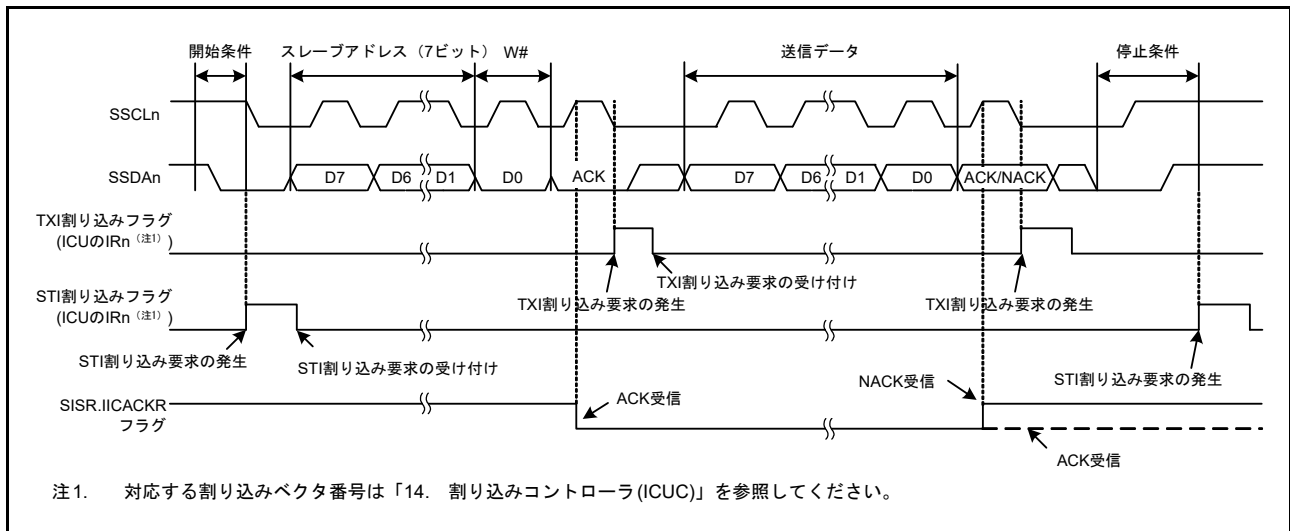 開始条件 スレーブアドレス（7ビット） W# 送信データ 停止条件
SSCLn
SSDAn D7 D6 D1 D0 ACK D7 D6 D1 D0 ACK/NACK
TXI割り込みフラグ
(ICUのIRn（注1）)
TXI割り込み要求の受け付け
TXI割り込み要求の発生 TXI割り込み要求の発生
STI割り込みフラグ
(ICUのIRn（注1）)
STI割り込み要求の発生 STI割り込み要求の受け付け STI割り込み要求の発生
SISR.IICACKR
フラグ
ACK受信 NACK受信
ACK受信
注1. 対応する割り込みベクタ番号は「14. 割り込みコントローラ(ICUC)」を参照してください。